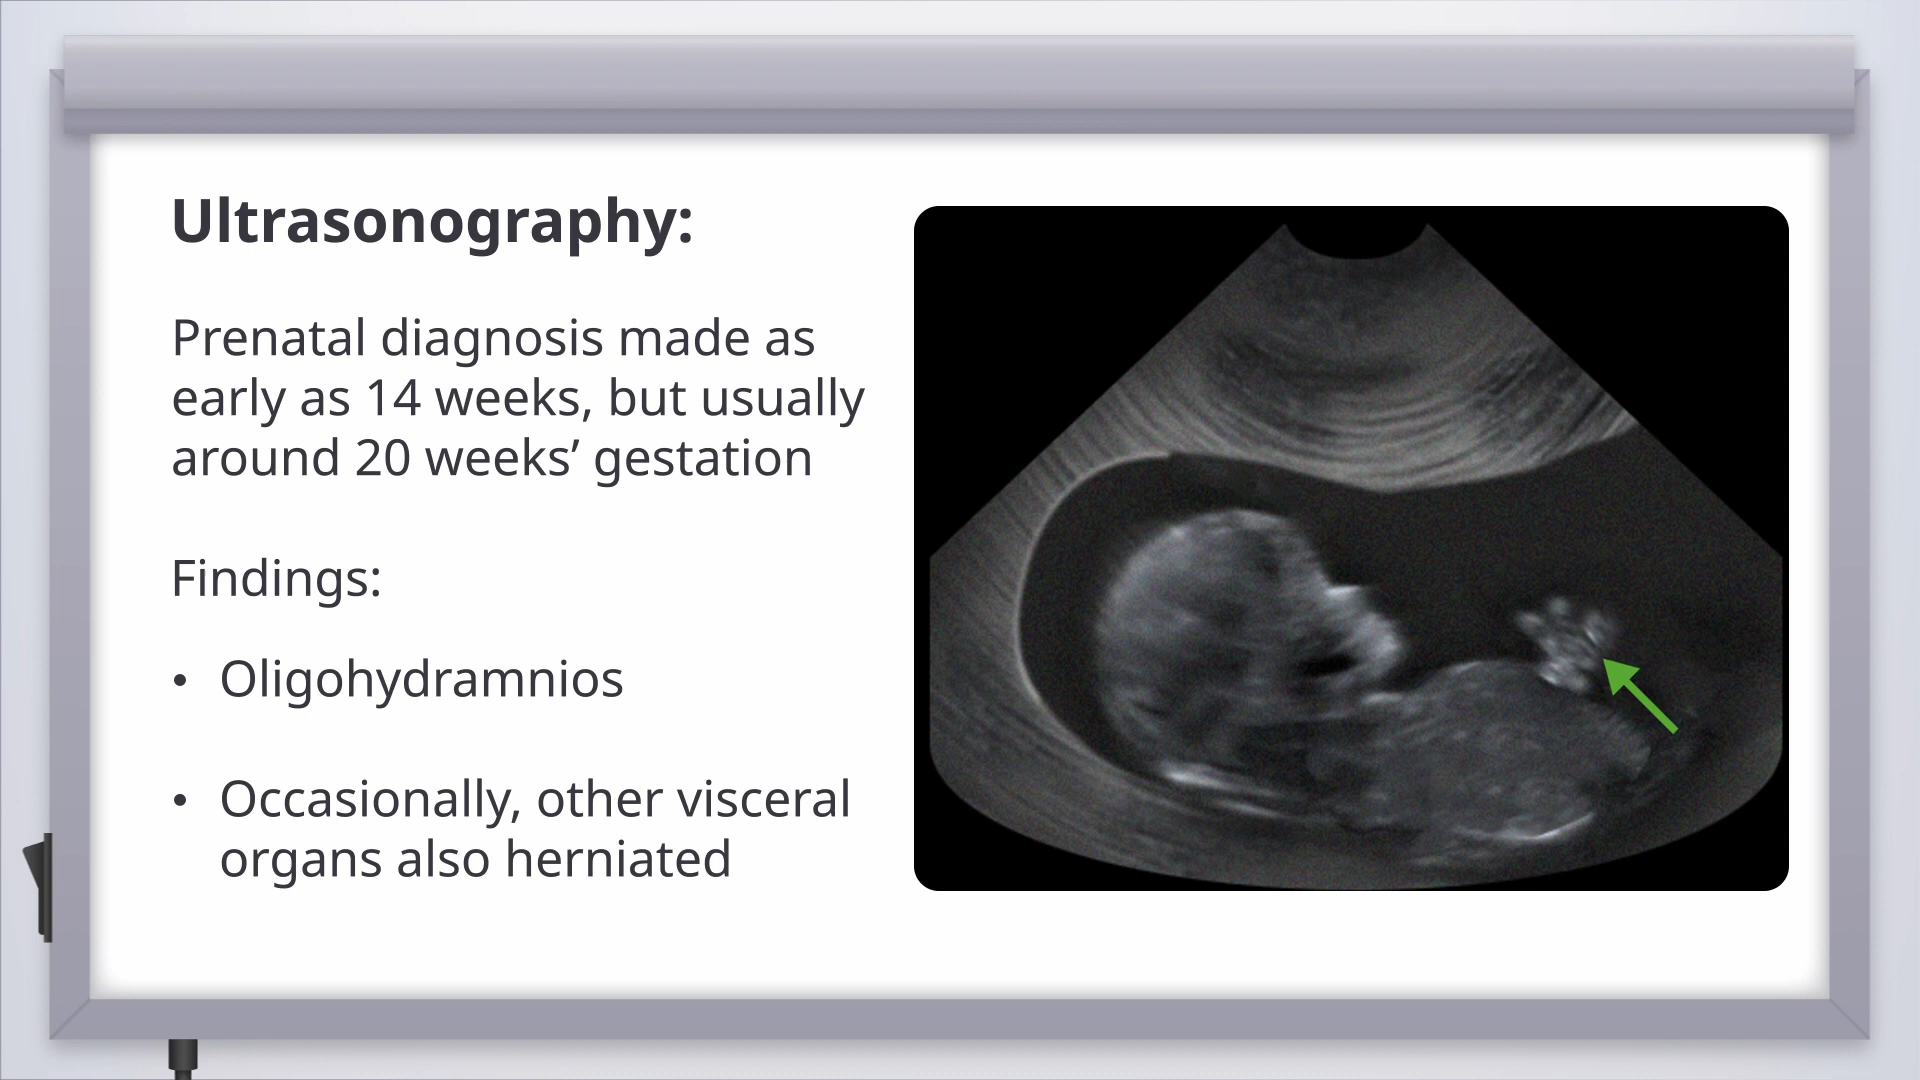 Ultrasonography:
Prenatal diagnosis made as
early as 14 weeks, but usually
around 20 weeks’ gestation
Findings:
• Oligohydramnios
• Occasionally, other visceral
organs also herniated